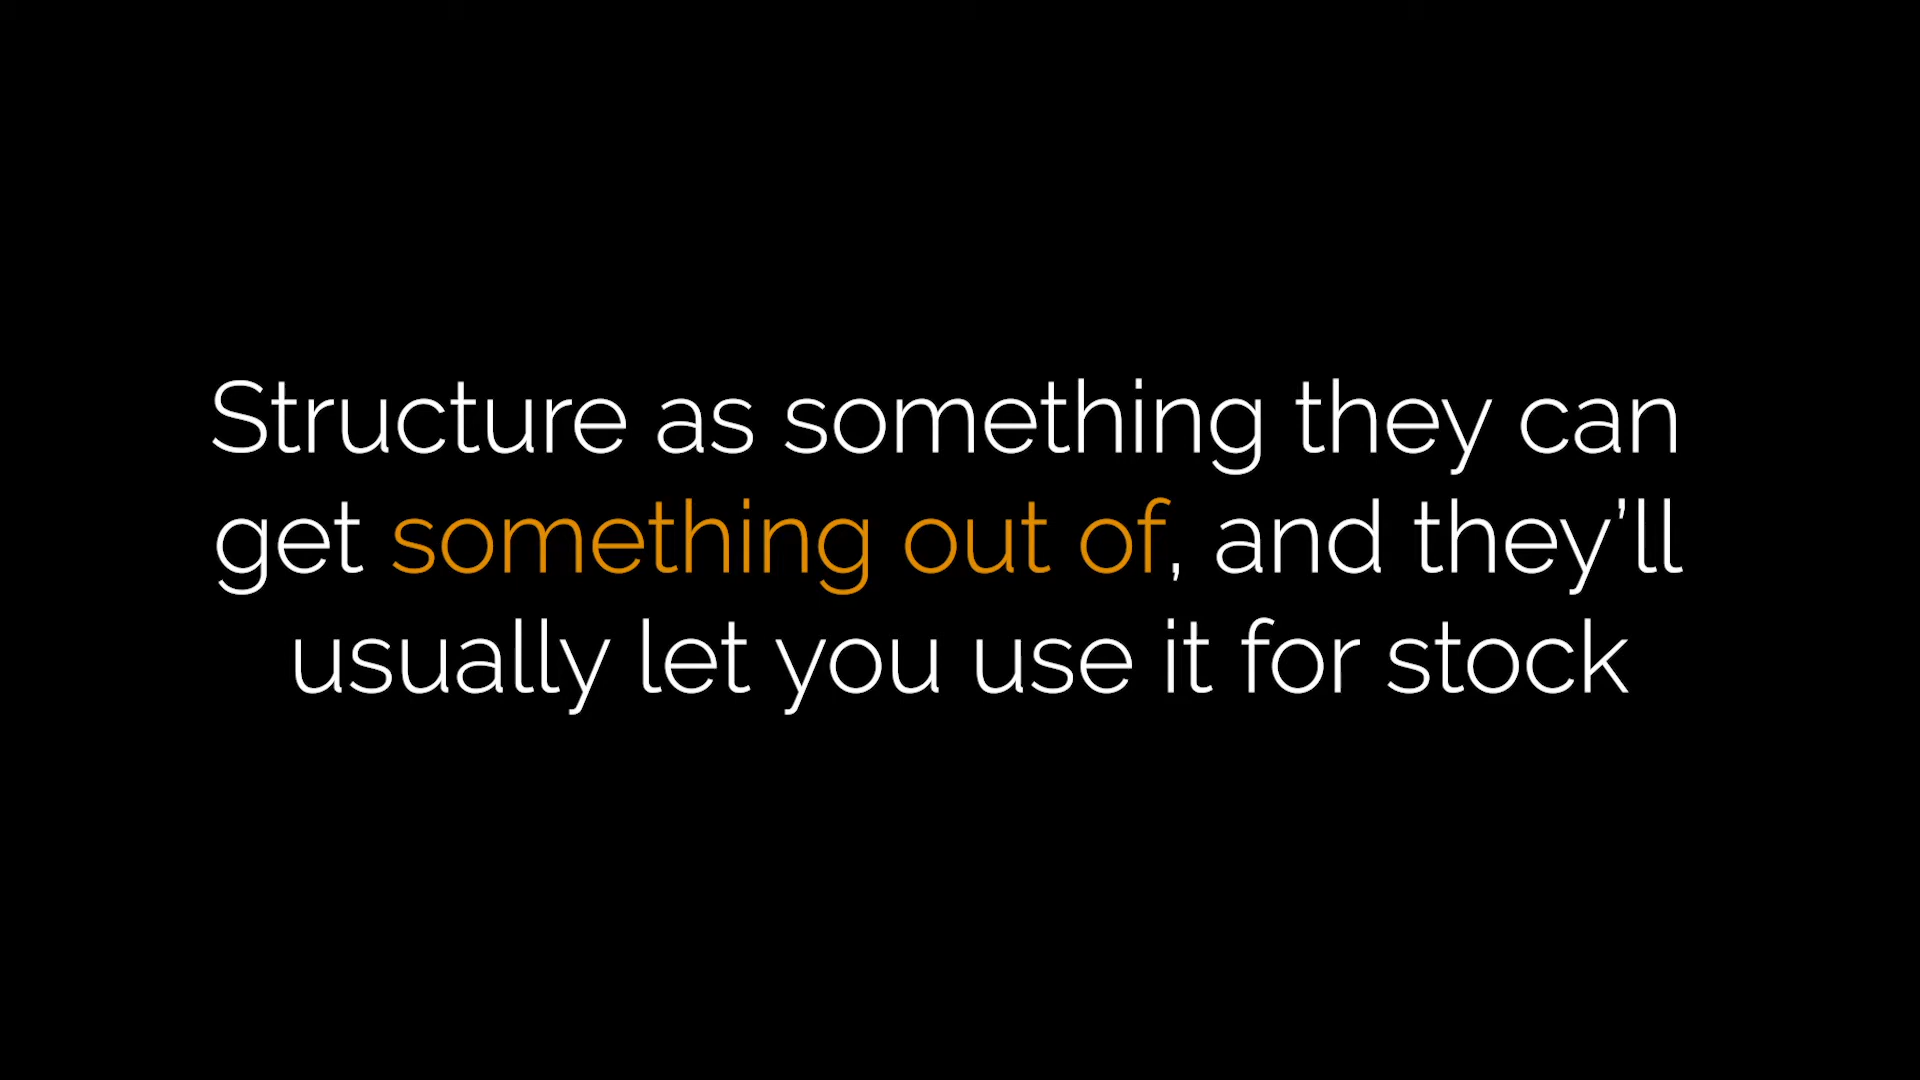 Structure as something they can
get something out of, and they’ll
usually let you use it for stock